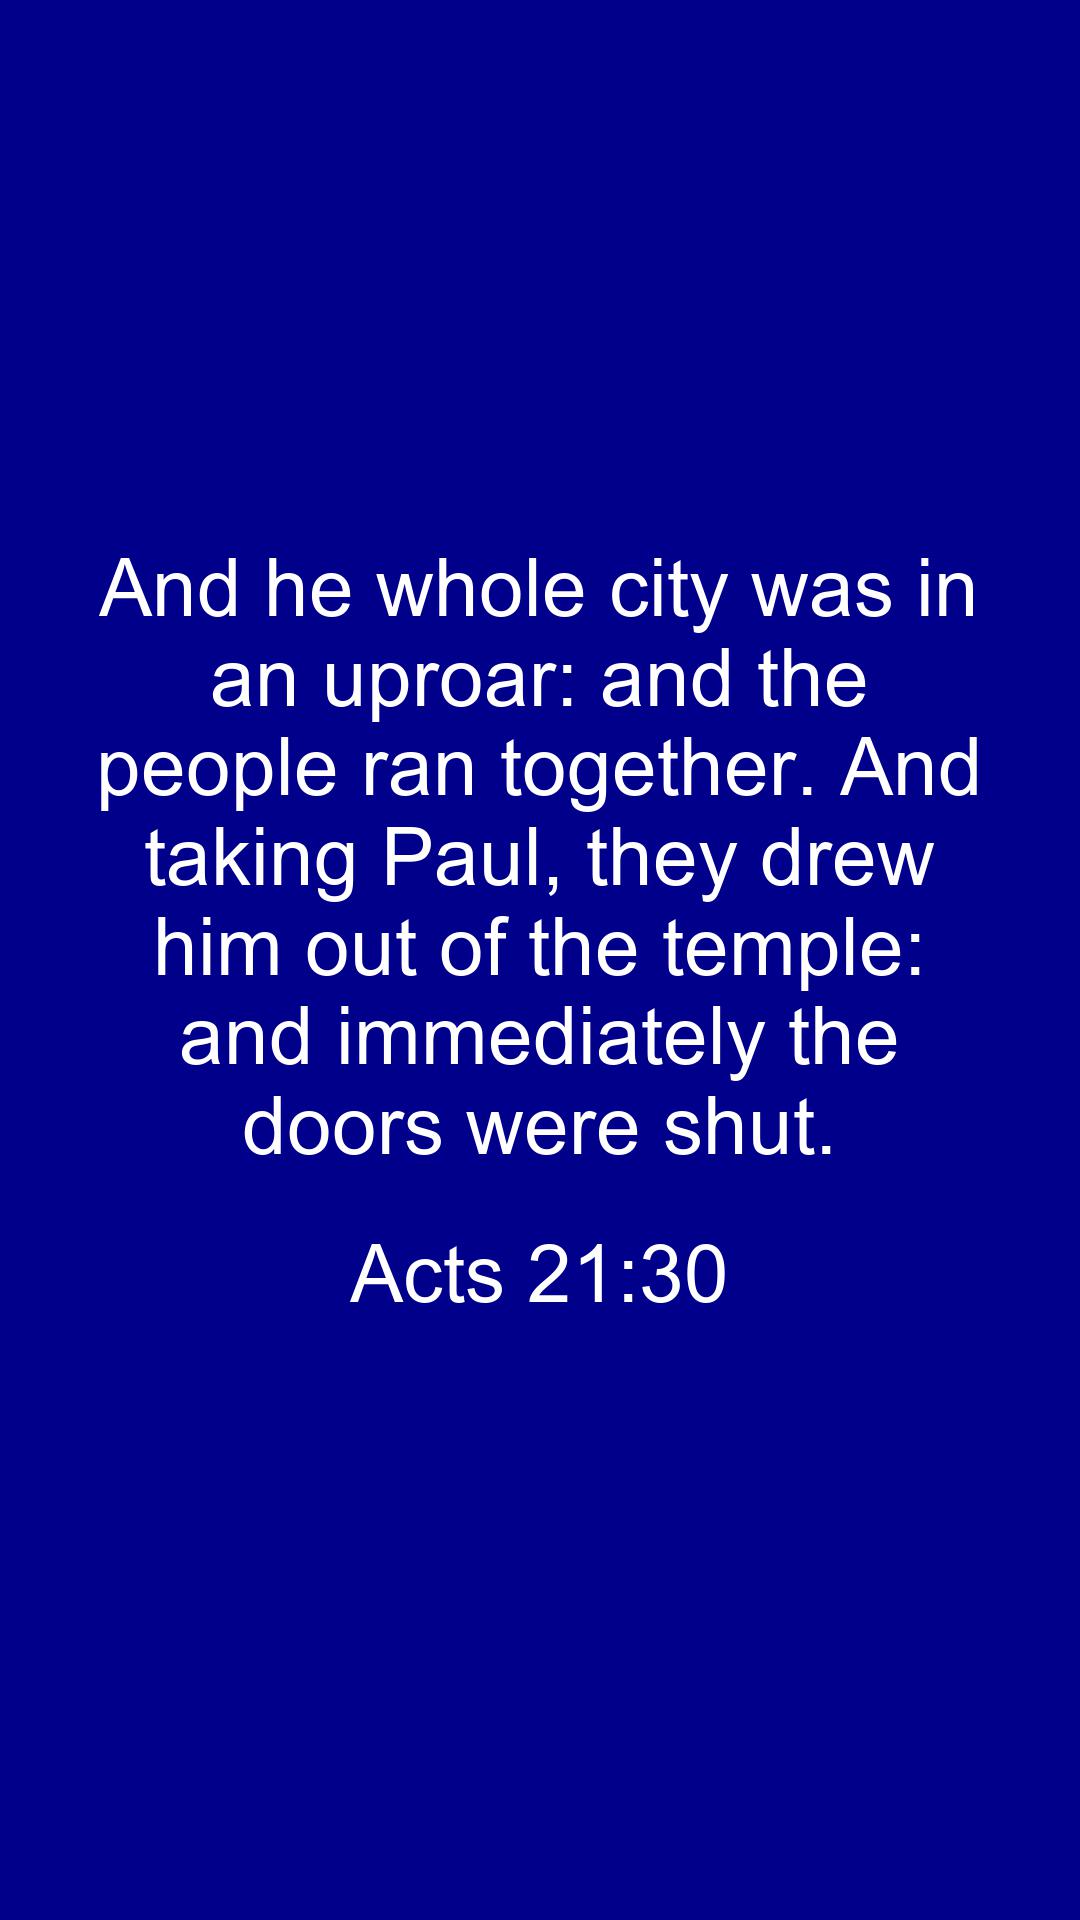 And he whole city was in
an uproar: and the
people ran together. And
taking Paul, they drew
him out of the temple:
and immediately the
doors were shut.
Acts 21:30